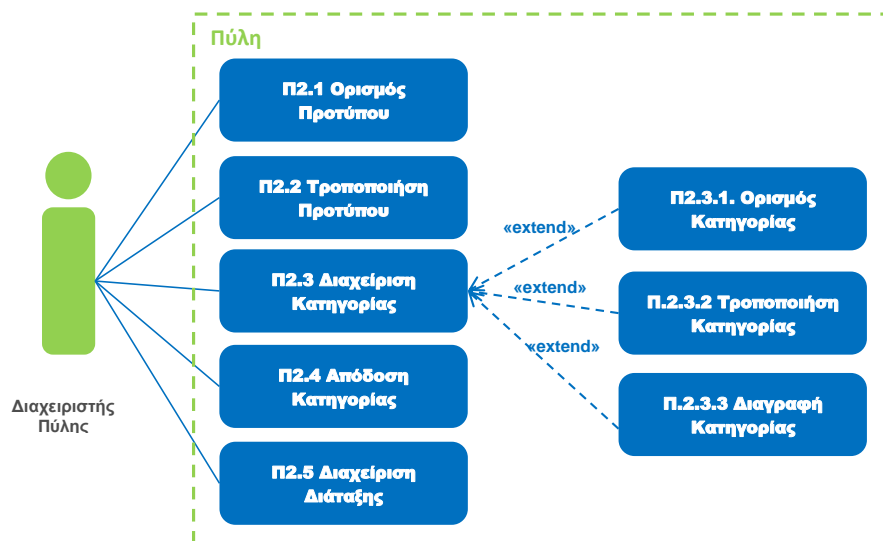 Πύλη
Π2.1 Ορισμός
Προτύπου
Π2.2 Τροποποιήση
Προτύπου
Π2.3 Διαχείριση
Κατηγορίας
Π2.4 Απόδοση
Κατηγορίας
Π2.5 Διαχείριση
Διάταξης
Διαχειριστής
Πύλης
«extend»
«extend»
«extend»
Π2.3.1. Ορισμός
Κατηγορίας
Π.2.3.2 Τροποποιήση
Κατηγορίας
Π.2.3.3 Διαγραφή
Κατηγορίας